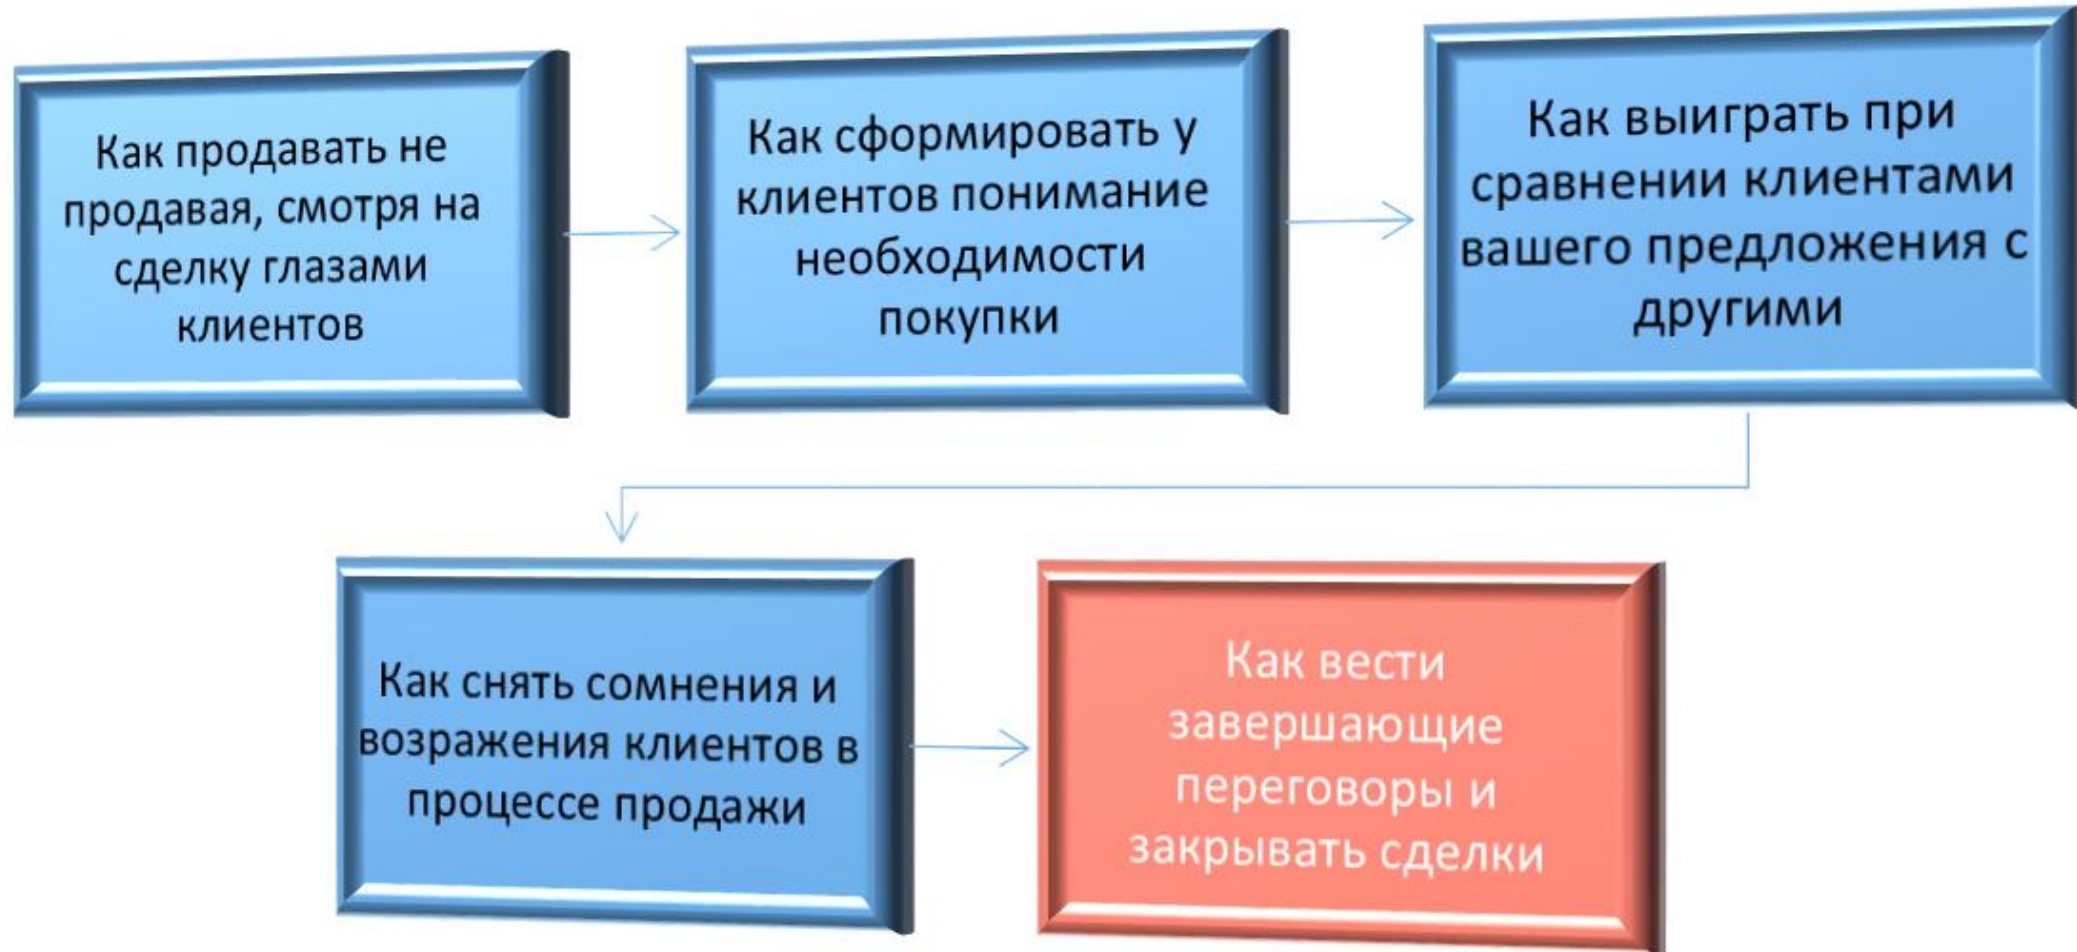 Как продавать не
продавая, смотря на
сделку глазами
клиентов
Как сформировать у
клиентов понимание
необходимости
покупки
Как выиграть при
сравнении клиентами
вашего предложения с
другими
Как снять сомнения и
возражения клиентов в
процессе продажи
Как вести
завершающие
переговоры и
закрывать сделки